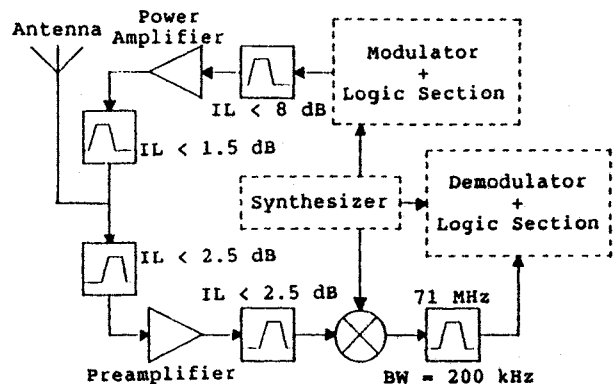 Antenna
Power
Amplifier
Modulator
+
Logic Section
IL < 8 dB
IL < 1.5 dB
Synthesizer
Demodulator
+
Logic Section
IL < 2.5 dB
IL < 2.5 dB
71 MHz
Preamplifier
BW = 200 kHz